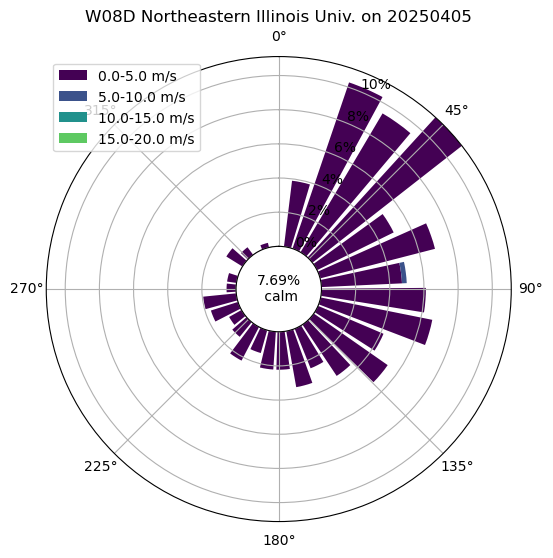 W08D Northeastern Illinois Univ. on 20250405
0°
0.0-5.0 m/s
5.0-10.0 m/s
10.0-15.0 m/s
15.0-20.0 m/s
315°
10%
8%
6%
4%
2%
0%
45°
270°
7.69%
calm
90°
225°
135°
180°